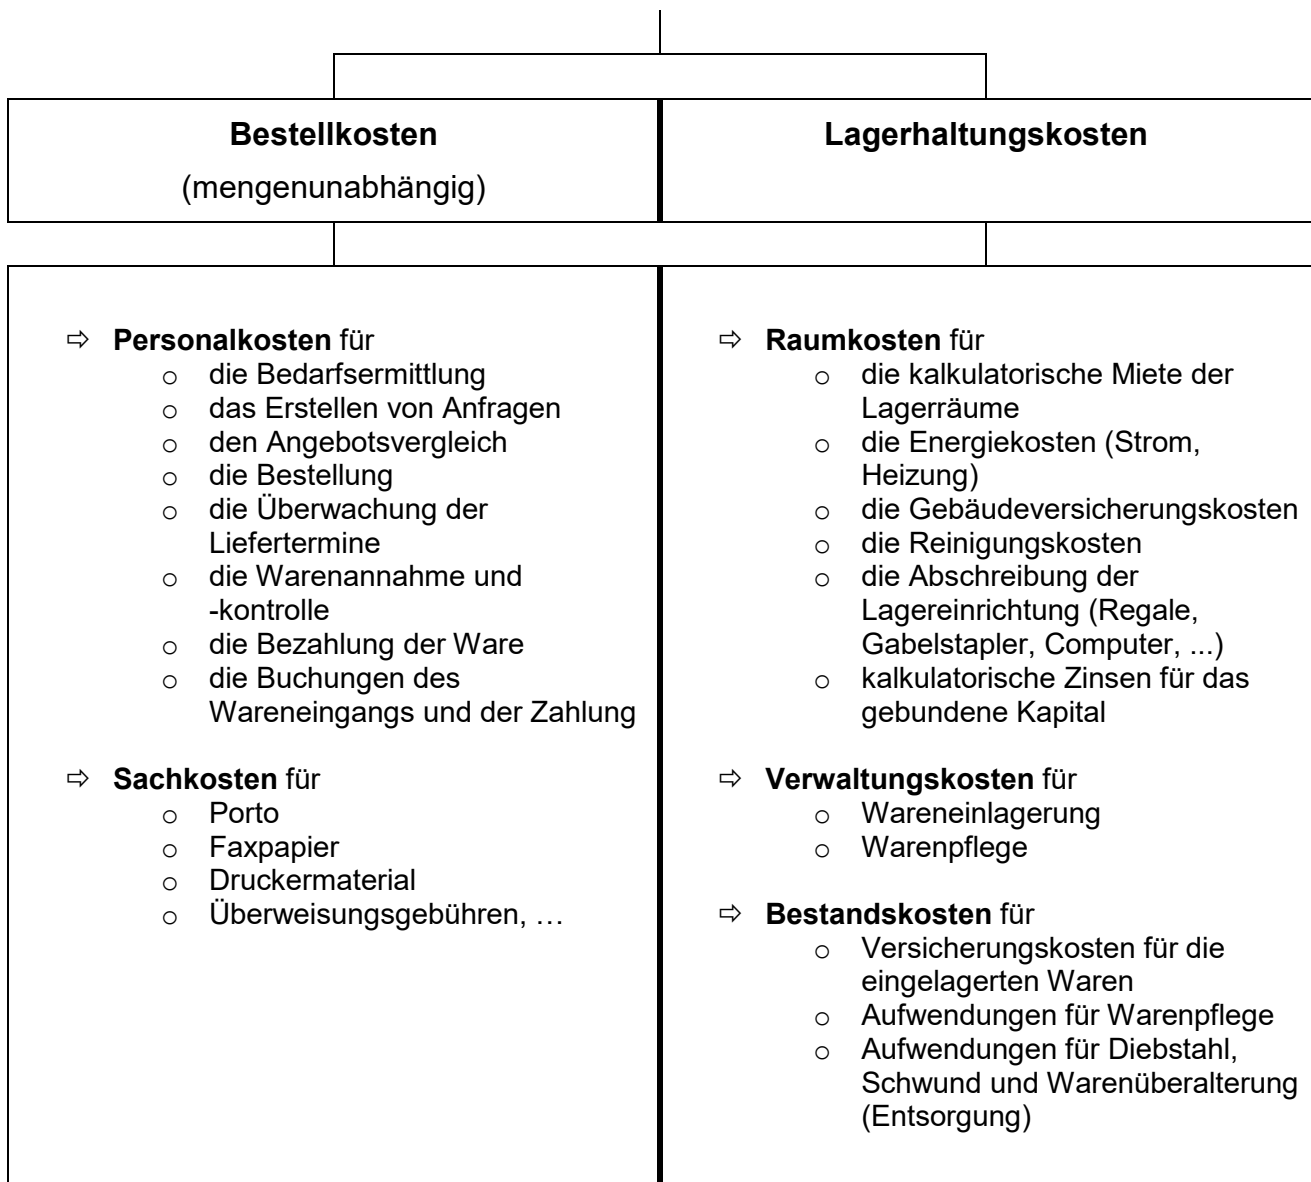 Bestellkosten
(mengenunabhängig)
Lagerhaltungskosten
⇨ Personalkosten für
o die Bedarfsermittlung
o das Erstellen von Anfragen
o den Angebotsvergleich
o die Bestellung
o die Überwachung der
Liefertermine
o die Warenannahme und
-kontrolle
o die Bezahlung der Ware
o die Buchungen des
Wareneingangs und der Zahlung
⇨ Sachkosten für
o Porto
o Faxpapier
o Druckermaterial
o Überweisungsgebühren, …
⇨ Raumkosten für
o die kalkulatorische Miete der
Lagerräume
o die Energiekosten (Strom,
Heizung)
o die Gebäudeversicherungskosten
o die Reinigungskosten
o die Abschreibung der
Lagereinrichtung (Regale,
Gabelstapler, Computer, ...)
o kalkulatorische Zinsen für das
gebundene Kapital
⇨ Verwaltungskosten für
o Wareneinlagerung
o Warenpflege
⇨ Bestandskosten für
o Versicherungskosten für die
eingelagerten Waren
o Aufwendungen für Warenpflege
o Aufwendungen für Diebstahl,
Schwund und Warenüberalterung
(Entsorgung)